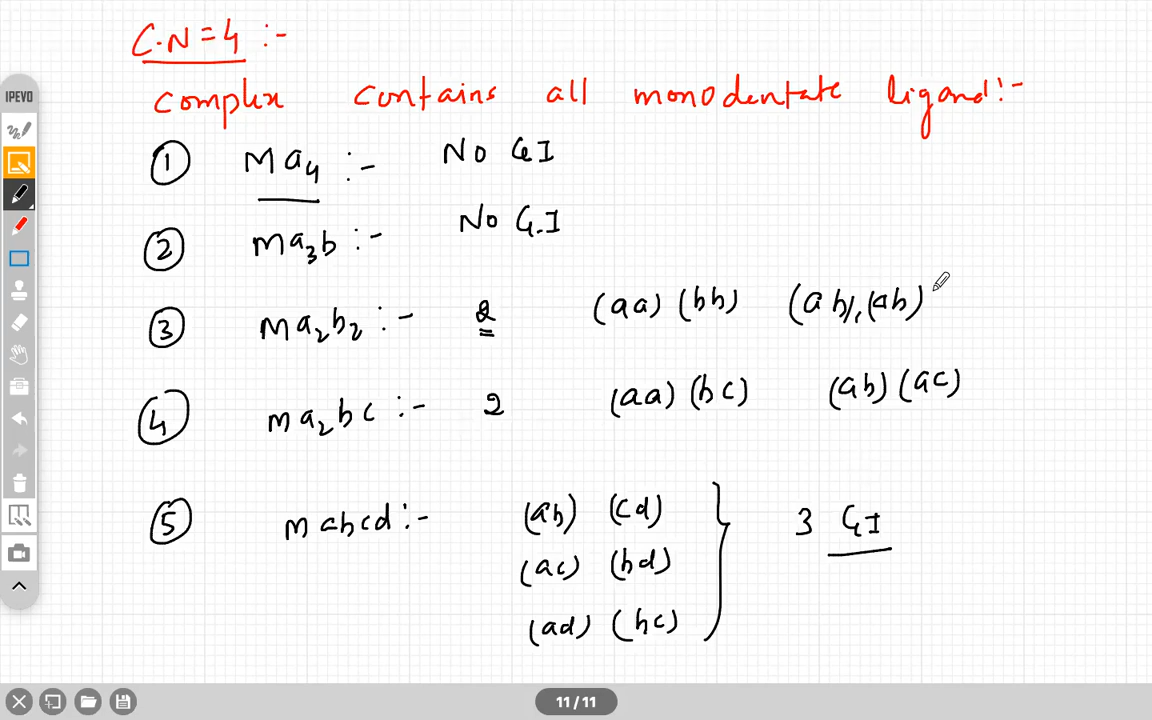 C.N = 4 :-
IPEVO
complex contains all monodentate ligand:-
① Ma₄ :- No GI
② Ma₃b :- No G.I
③ Ma₂b₂ :- 2 (aa) (bb) (ab), (ab)
④ Ma₂bc :- 2 (aa) (bc) (ab) (ac)
⑤ Mabcd :- (ab) (cd)
(ac) (bd)
(ad) (bc)
3 GI
11/11